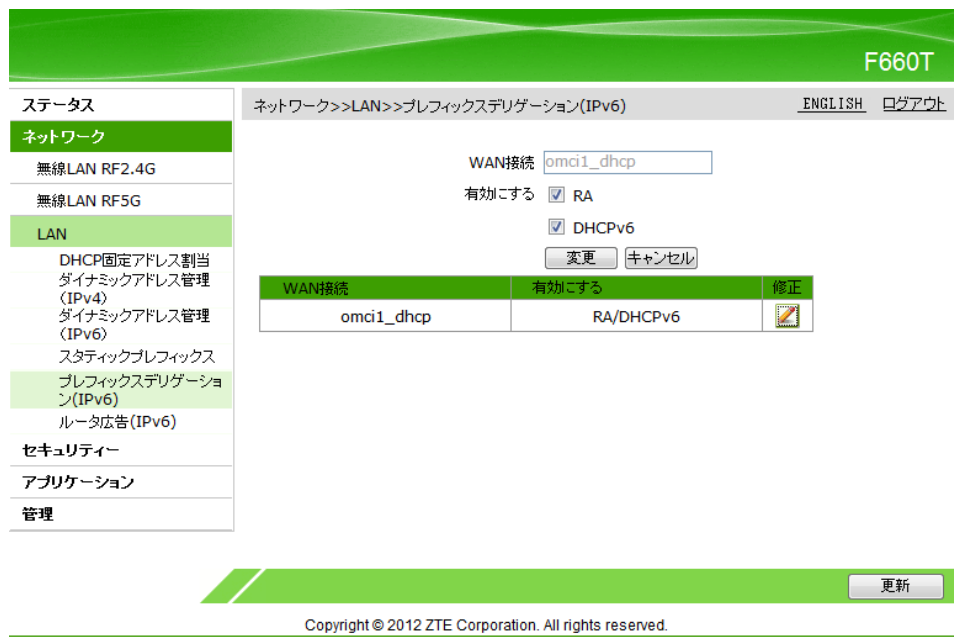 F660T
ステータス
ネットワーク>>LAN>>プレフィックスデリゲーション(IPv6)
ENGLISH ログアウト
ネットワーク
無線LAN RF2.4G
無線LAN RF5G
LAN
DHCP固定アドレス割当
ダイナミックアドレス管理
(IPv4)
ダイナミックアドレス管理
(IPv6)
スタティックプレフィックス
プレフィックスデリゲーショ
ン(IPv6)
ルータ広告(IPv6)
セキュリティー
アプリケーション
管理
WAN接続 omci1_dhcp
有効にする RA
DHCPv6
変更 キャンセル
WAN接続 有効にする 修正
omci1_dhcp RA/DHCPv6
更新
Copyright © 2012 ZTE Corporation. All rights reserved.